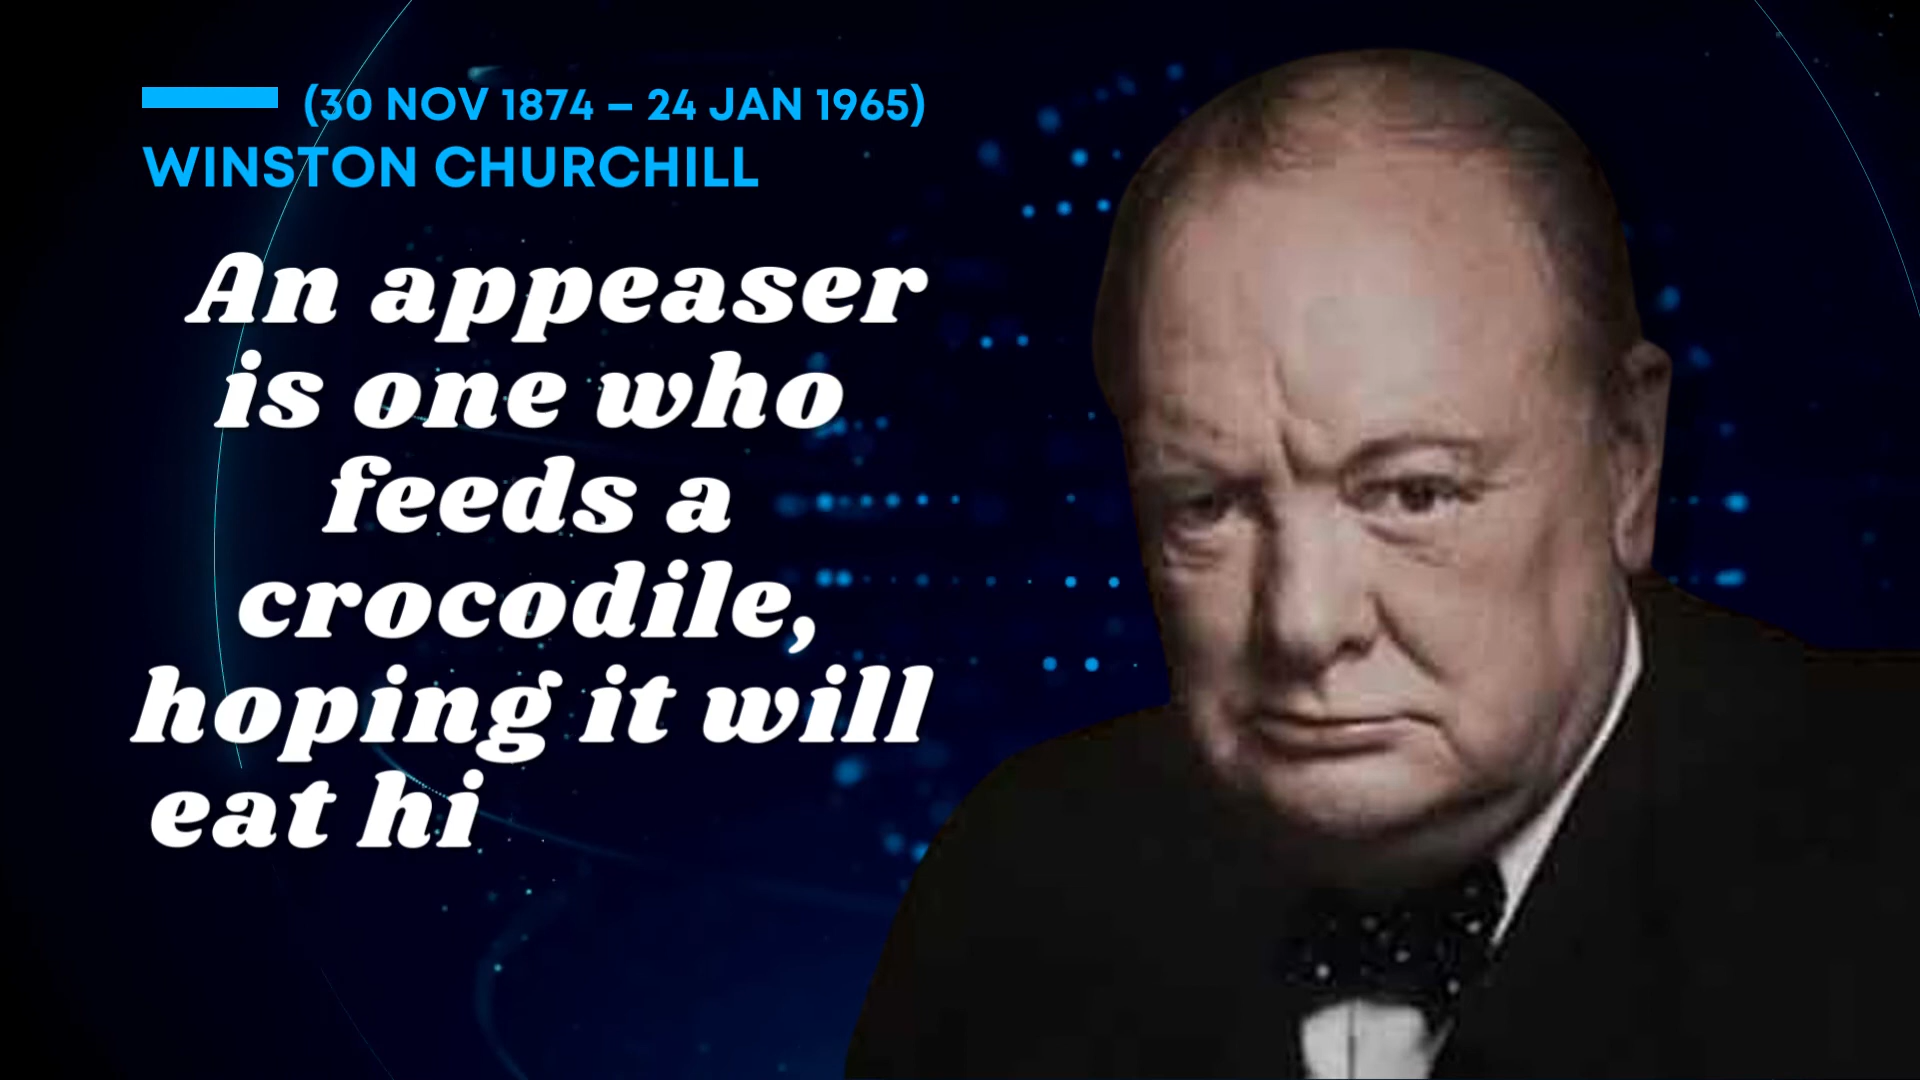 (30 NOV 1874 – 24 JAN 1965)
WINSTON CHURCHILL
An appeaser
is one who
feeds a
crocodile,
hoping it will
eat hi